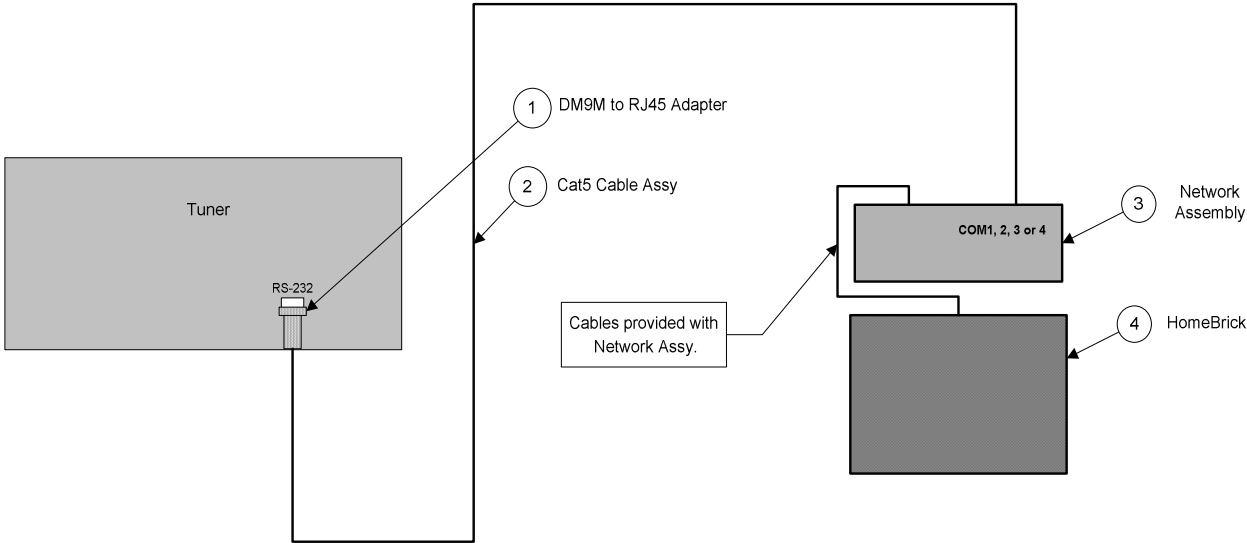 1
DM9M to RJ45 Adapter
2
Cat5 Cable Assy
Tuner
RS-232
3
Network
Assembly
COM1, 2, 3 or 4
Cables provided with
Network Assy.
4
HomeBrick